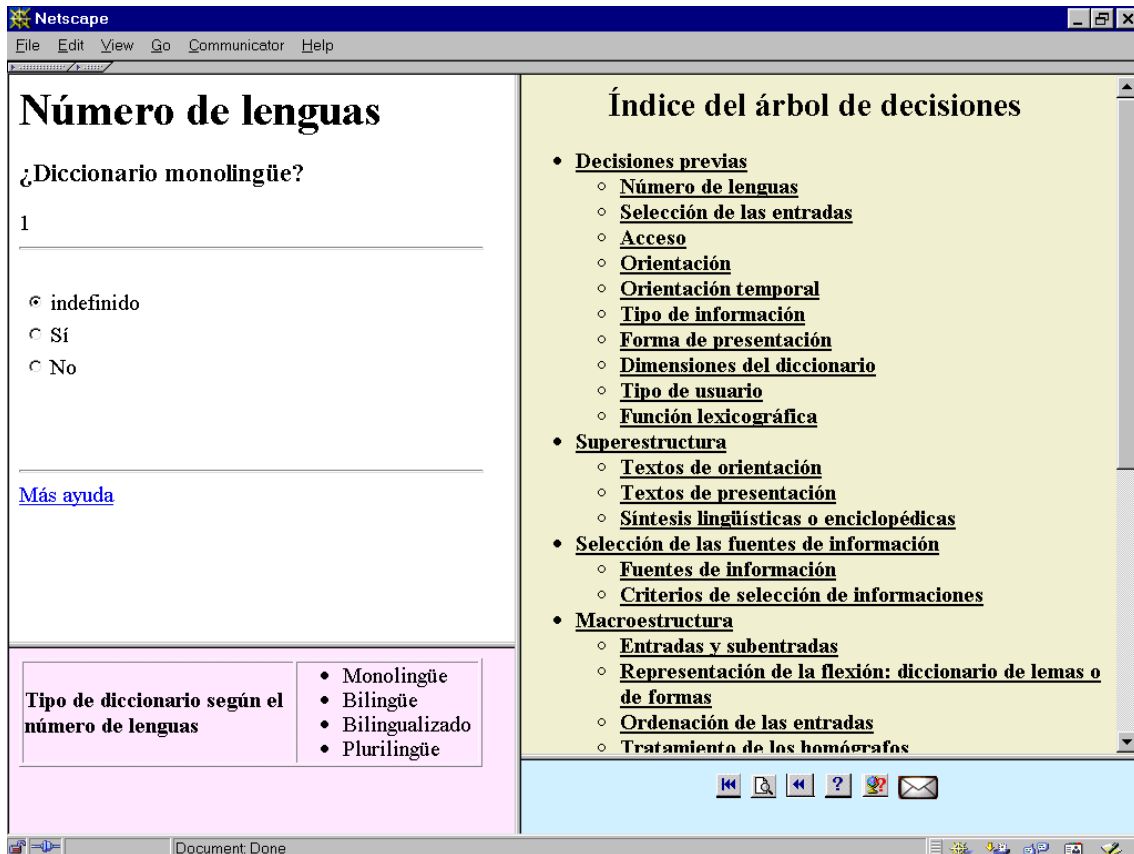 Netscape
File Edit View Go Communicator Help
Número de lenguas
¿Diccionario monolingüe?
1
indefinido
Sí
No
Más ayuda
Tipo de diccionario según el
número de lenguas
Monolingüe
Bilingüe
Bilingualizado
Plurilingüe
Índice del árbol de decisiones
Decisiones previas
Número de lenguas
Selección de las entradas
Acceso
Orientación
Orientación temporal
Tipo de información
Forma de presentación
Dimensiones del diccionario
Tipo de usuario
Función lexicográfica
Superestructura
Textos de orientación
Textos de presentación
Síntesis lingüísticas o enciclopédicas
Selección de las fuentes de información
Fuentes de información
Criterios de selección de informaciones
Macroestructura
Entradas y subentradas
Representación de la flexión: diccionario de lemas o
de formas
Ordenación de las entradas
Tratamiento de los homógrafos
? ?
Document: Done